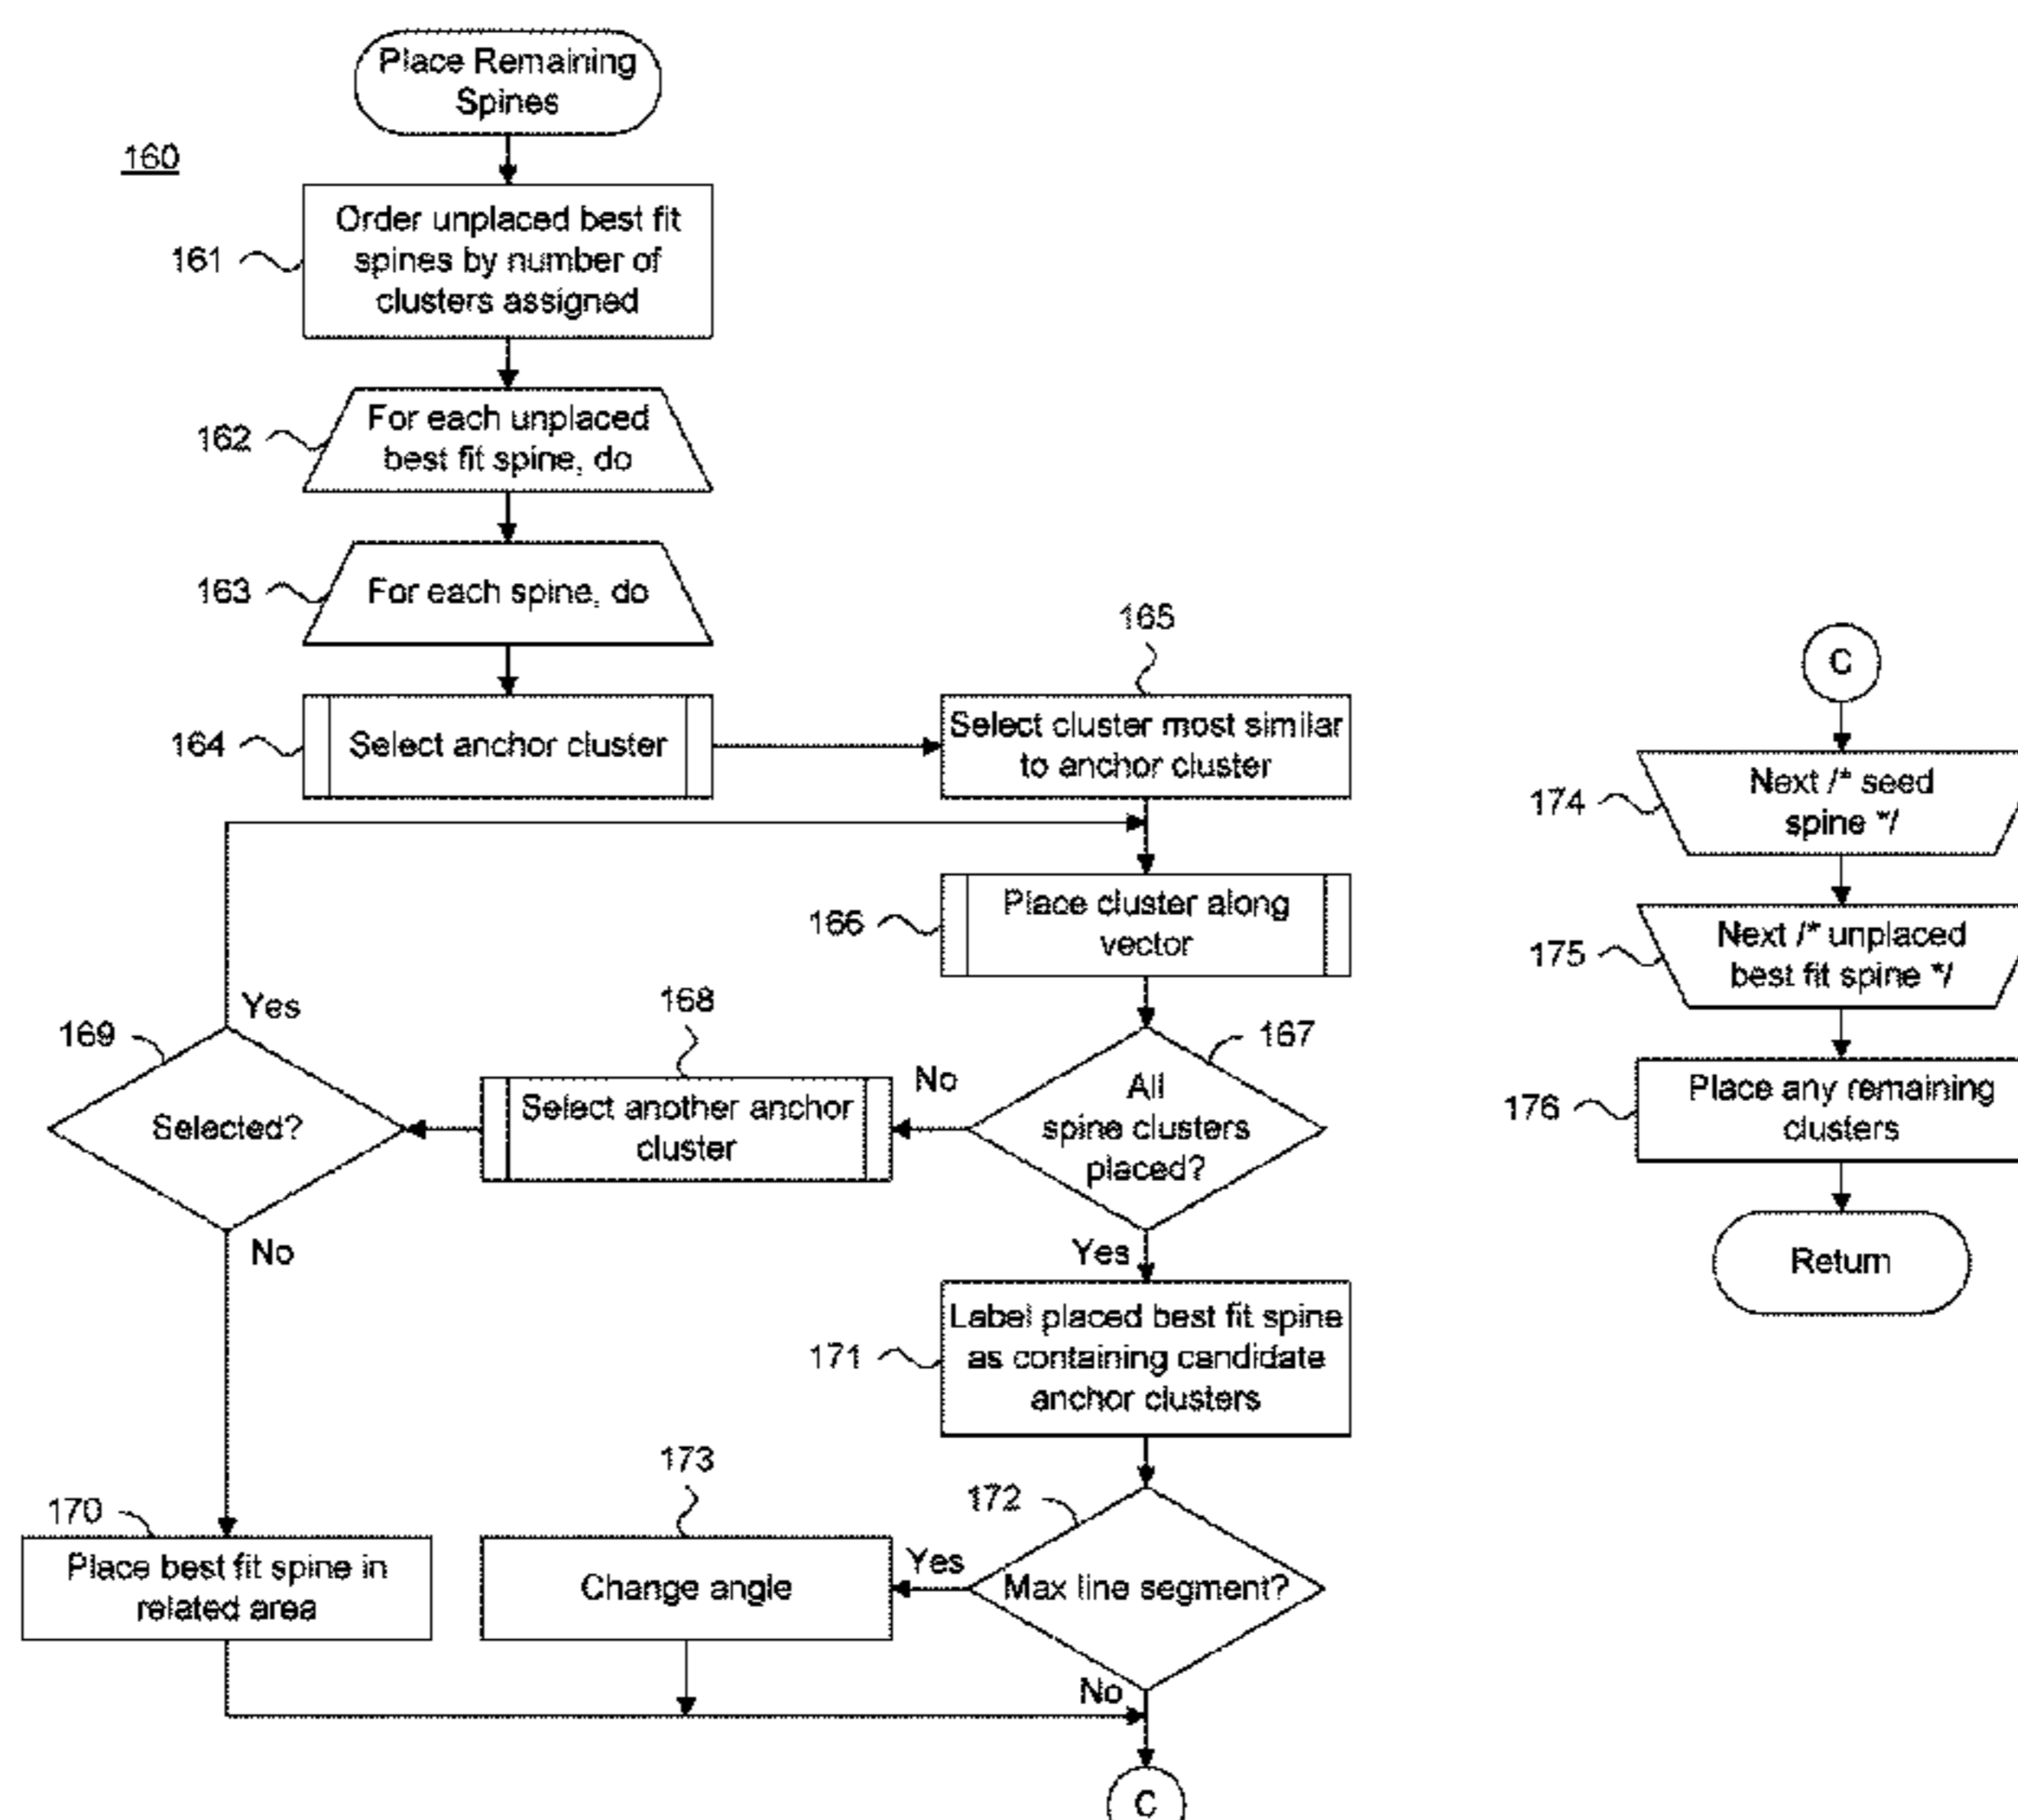 Place Remaining
Spines
160
Order unplaced best fit
spines by number of
clusters assigned
161
For each unplaced
best fit spine, do
162
For each spine, do
163
Select anchor cluster
164
165
Select cluster most similar
to anchor cluster
Place cluster along
vector
166
167
All
spine clusters
placed?
No
Yes
168
Select another anchor
cluster
169
Selected?
Yes
No
170
Place best fit spine in
related area
Label placed best fit spine
as containing candidate
anchor clusters
171
172
Max line segment?
Yes
No
173
Change angle
C
C
Next /* seed
spine */
174
Next /* unplaced
best fit spine */
175
Place any remaining
clusters
176
Return